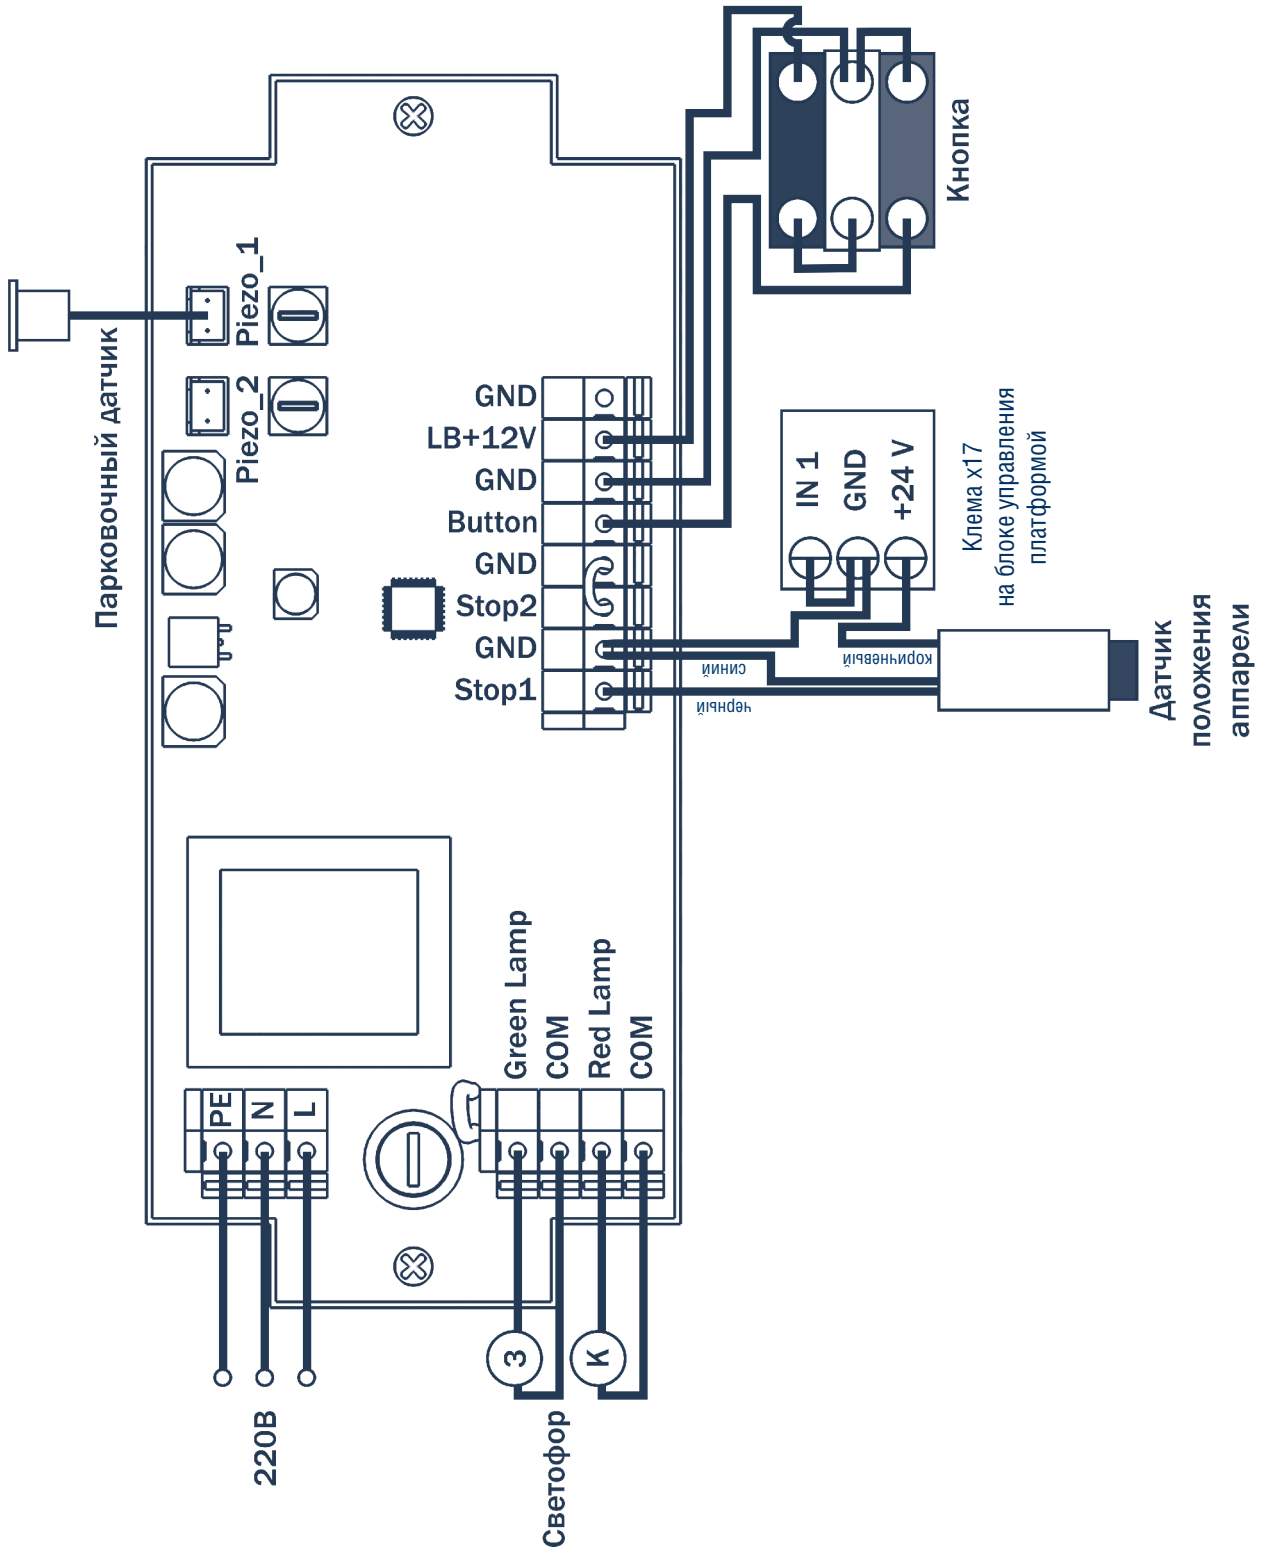 Кнопка
Парковочный датчик
Piezo_1
Piezo_2
GND
LB+12V
GND
Button
GND
Stop2
GND
Stop1
IN 1
GND
+24 V
Клема x17
на блоке управления
платформой
синий
черный
коричневый
Датчик
положения
аппарели
Green Lamp
COM
Red Lamp
COM
PE
N
L
З
К
220В
Светофор